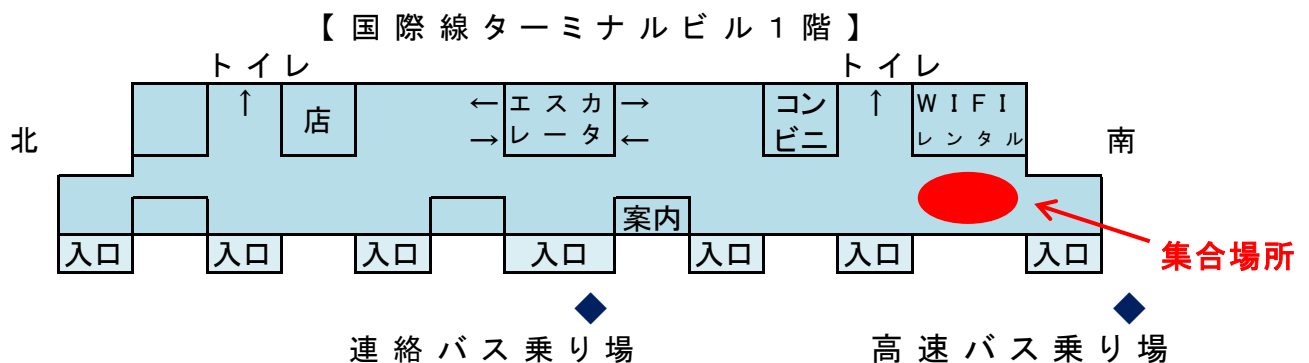 【国際線ターミナルビル1階】
トイレ
トイレ
↑
店
←エスカ→
→レータ←
コン
ビニ
↑
WIFI
レンタル
北
南
案内
入口
入口
入口
入口
入口
入口
入口
集合場所
連絡バス乗り場
高速バス乗り場